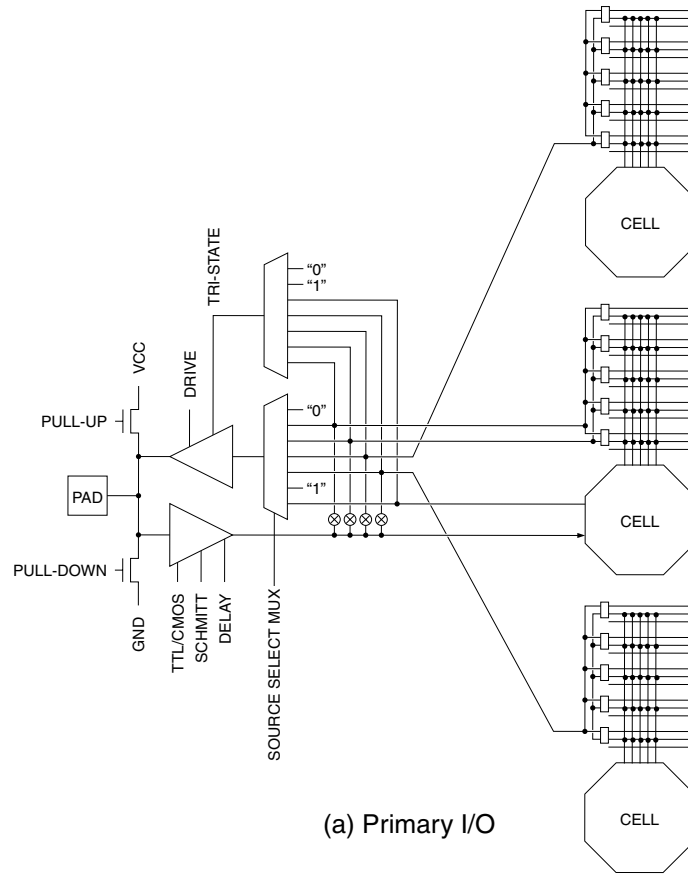 CELL
TRI-STATE
“0”
“1”
VCC
DRIVE
PULL-UP
“0”
PAD
“1”
CELL
PULL-DOWN
GND
TTL/CMOS
SCHMITT
DELAY
SOURCE SELECT MUX
CELL
(a) Primary I/O